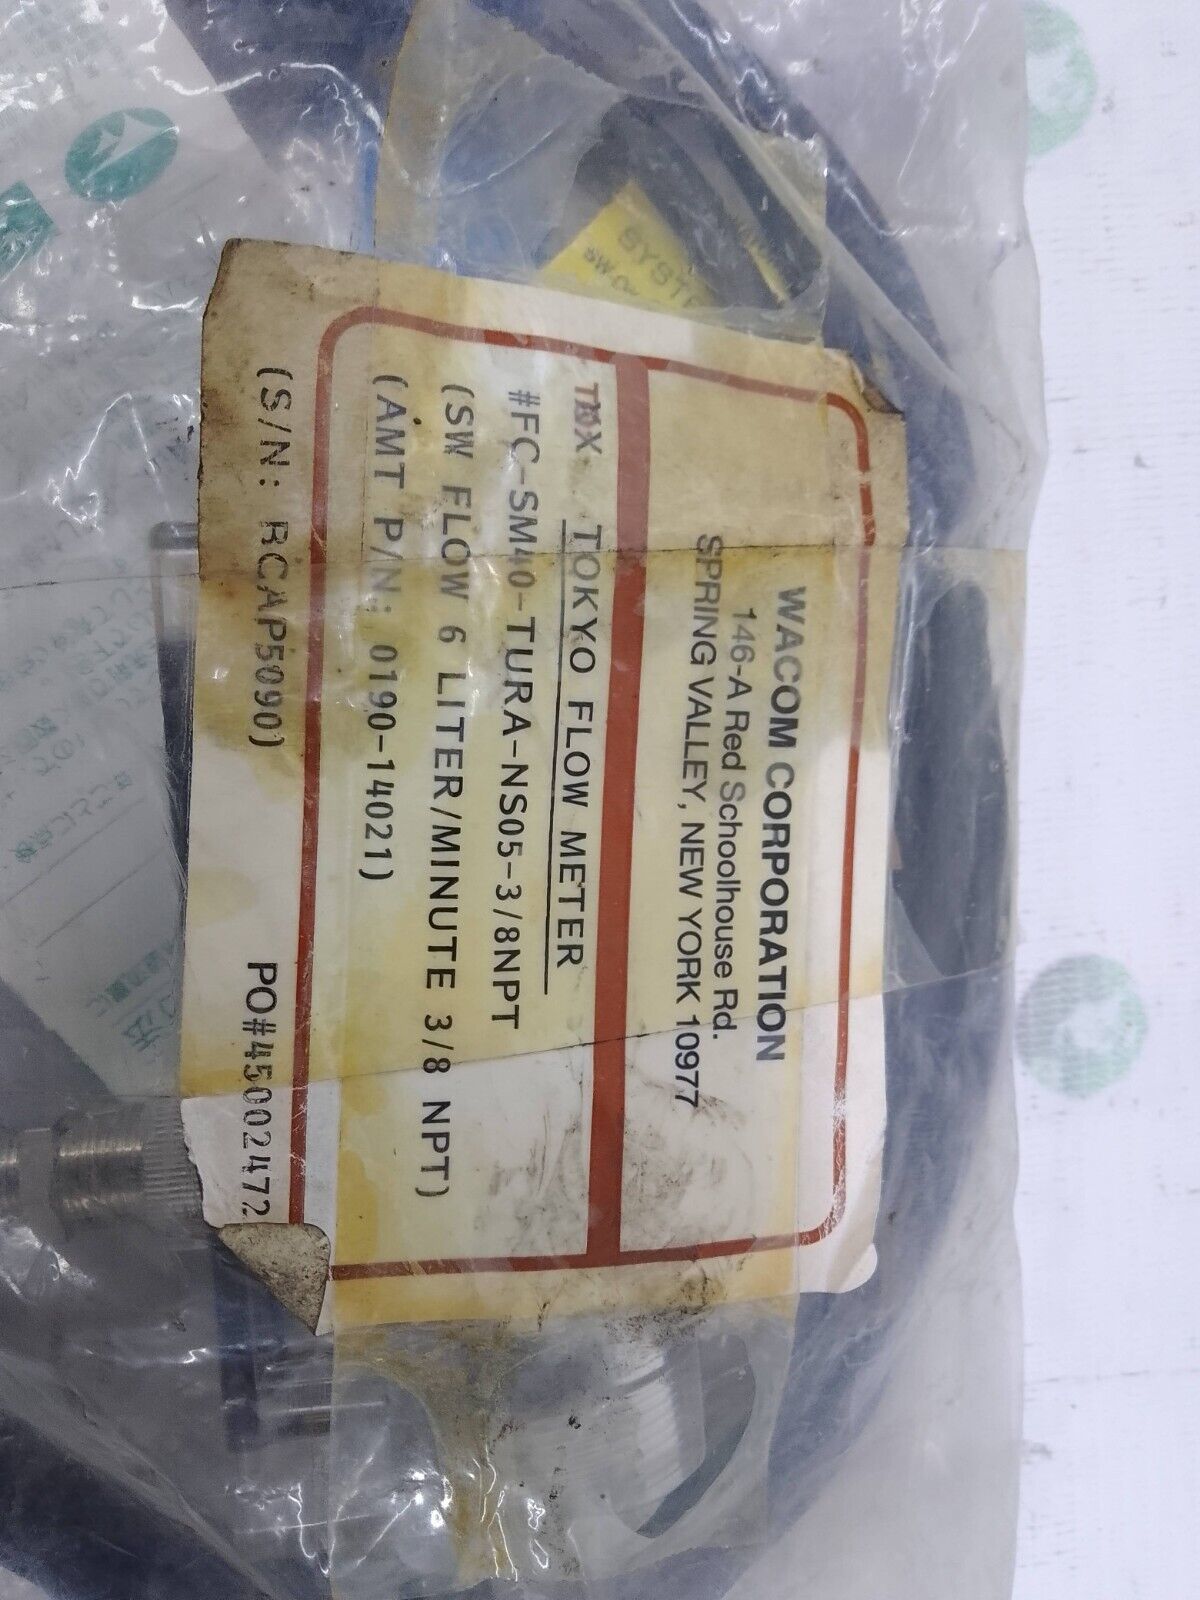 WACOM CORPORATION
146-A Red Schoolhouse Rd.
SPRING VALLEY, NEW YORK 10977
TOKYO FLOW METER
#FC-SM40-TURA-NS05-3/8NPT
(SW FLOW 6 LITER/MINUTE 3/8 NPT)
(AMT P/N: 0190-14021)
(S/N: RCAP5090) PO#45002472